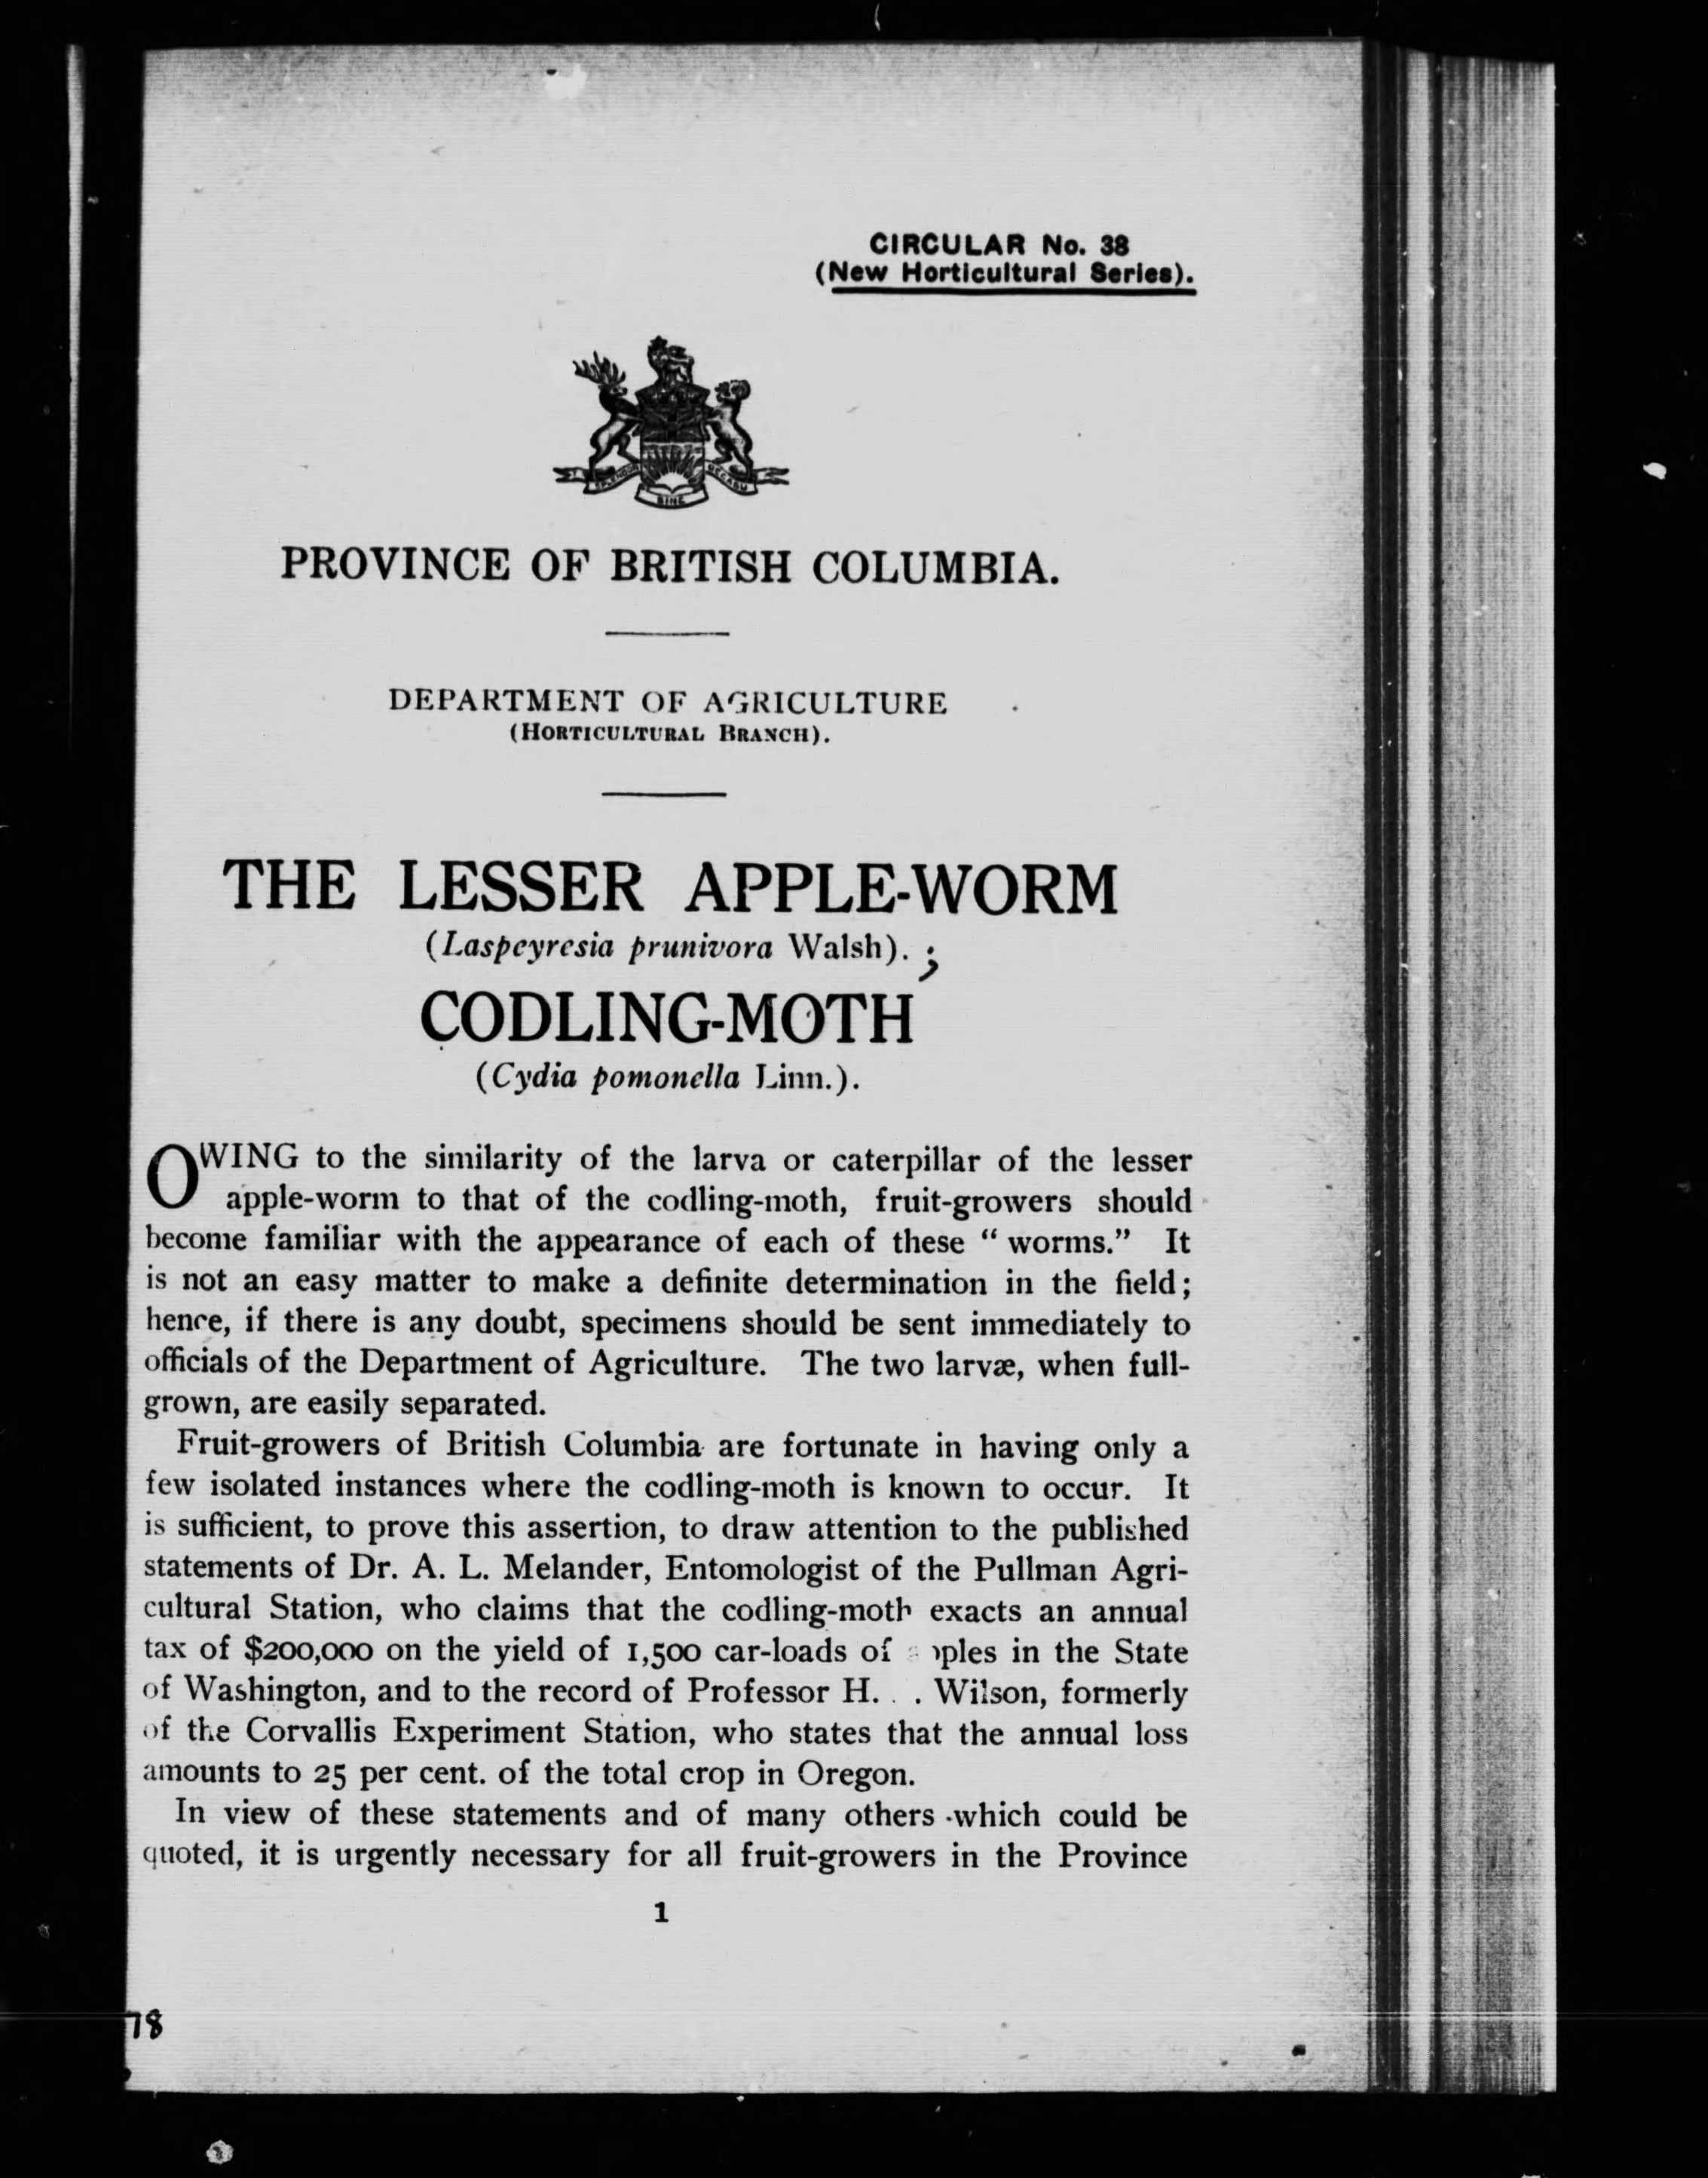 CIRCULAR No. 38
(New Horticultural Series).
SPLENDOR SINE OCCASU
PROVINCE OF BRITISH COLUMBIA.
DEPARTMENT OF AGRICULTURE
(HORTICULTURAL BRANCH).
THE LESSER APPLE-WORM
(Laspeyresia prunivora Walsh). ;
CODLING-MOTH
(Cydia pomonella Linn.).
OWING to the similarity of the larva or caterpillar of the lesser
apple-worm to that of the codling-moth, fruit-growers should
become familiar with the appearance of each of these “ worms.” It
is not an easy matter to make a definite determination in the field;
hence, if there is any doubt, specimens should be sent immediately to
officials of the Department of Agriculture. The two larvæ, when full-
grown, are easily separated.
Fruit-growers of British Columbia are fortunate in having only a
few isolated instances where the codling-moth is known to occur. It
is sufficient, to prove this assertion, to draw attention to the published
statements of Dr. A. L. Melander, Entomologist of the Pullman Agri-
cultural Station, who claims that the codling-moth exacts an annual
tax of $200,000 on the yield of 1,500 car-loads of apples in the State
of Washington, and to the record of Professor H. . Wilson, formerly
of the Corvallis Experiment Station, who states that the annual loss
amounts to 25 per cent. of the total crop in Oregon.
In view of these statements and of many others which could be
quoted, it is urgently necessary for all fruit-growers in the Province
1
78